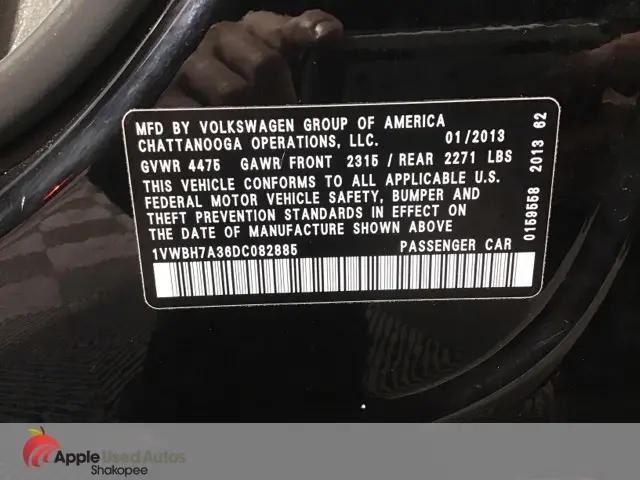 MFD BY VOLKSWAGEN GROUP OF AMERICA
CHATTANOOGA OPERATIONS, LLC. 01/2013
GVWR 4475 GAWR FRONT 2315 / REAR 2271 LBS
THIS VEHICLE CONFORMS TO ALL APPLICABLE U.S.
FEDERAL MOTOR VEHICLE SAFETY, BUMPER AND
THEFT PREVENTION STANDARDS IN EFFECT ON
THE DATE OF MANUFACTURE SHOWN ABOVE
1VWBH7A36DC082885 PASSENGER CAR
0159558 2013 62
Apple Used Autos
Shakopee